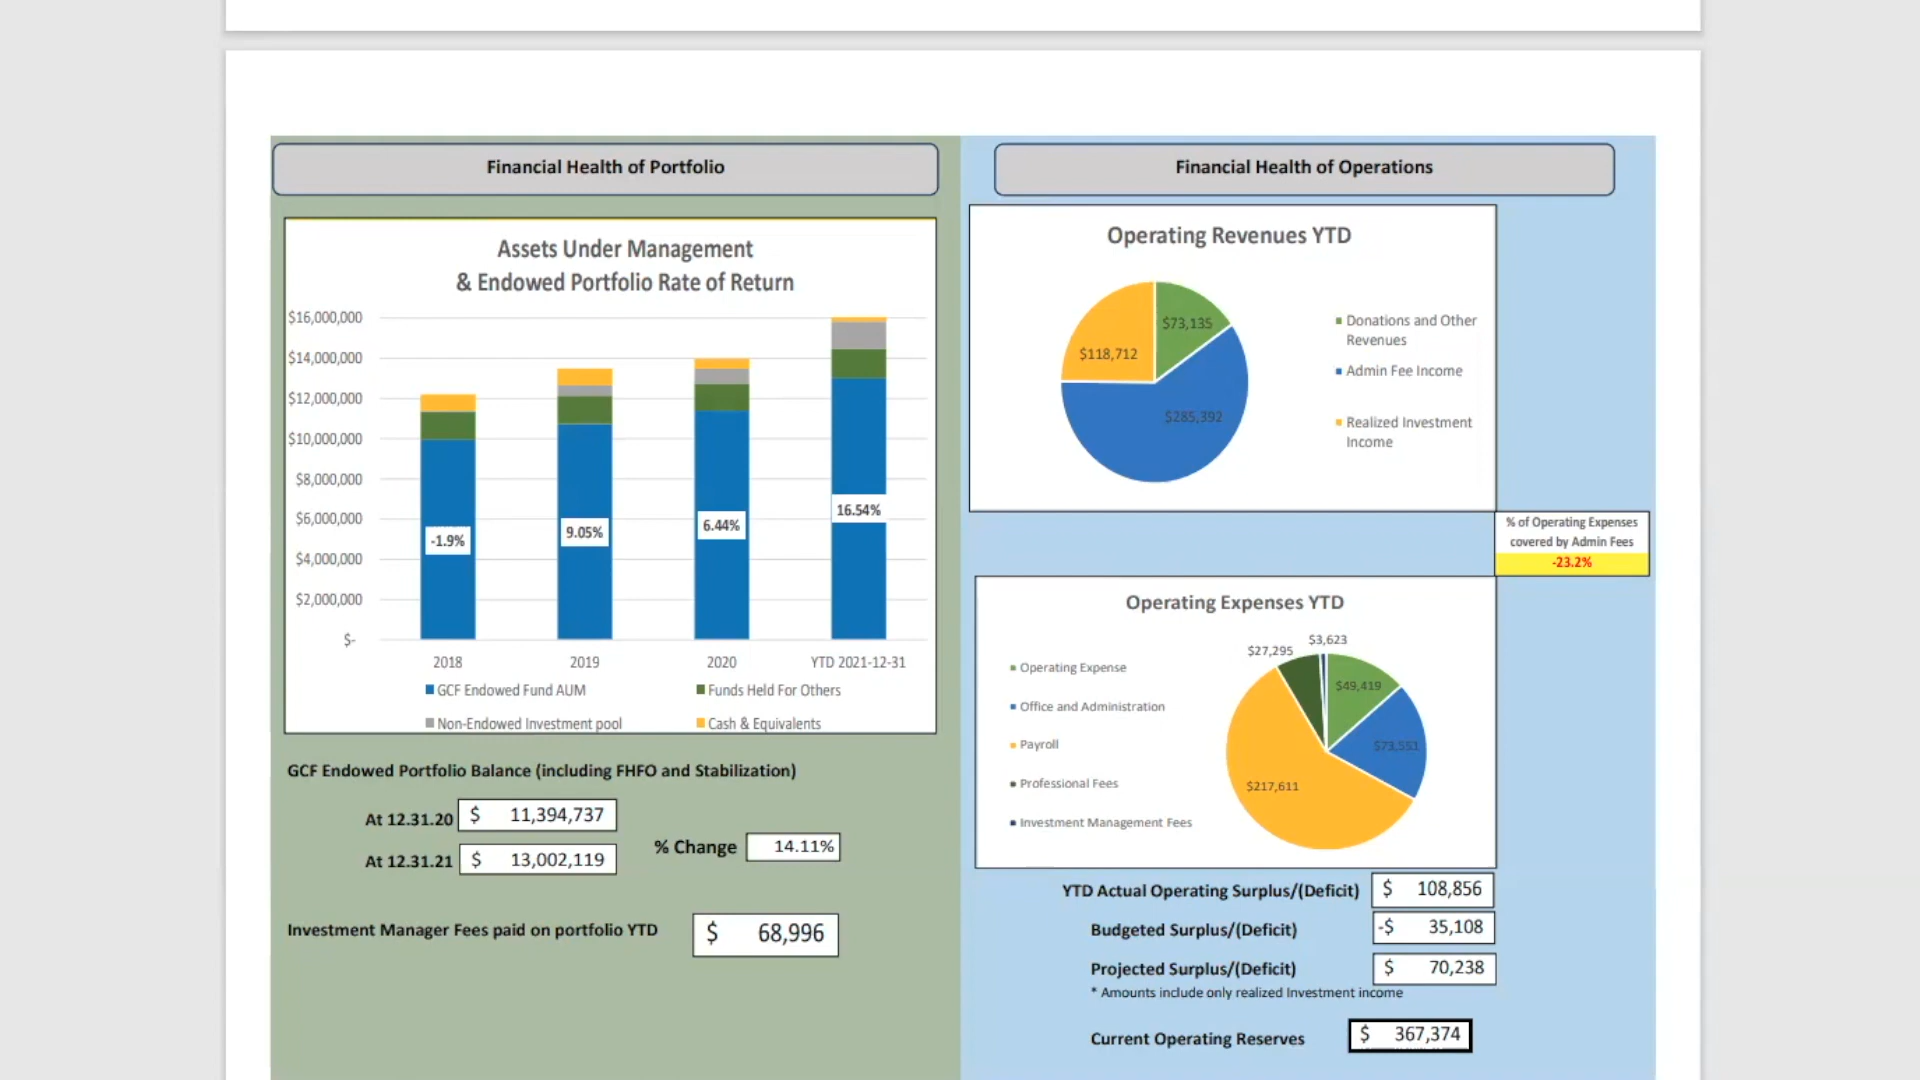 Financial Health of Portfolio
Assets Under Management
& Endowed Portfolio Rate of Return
$16,000,000
$14,000,000
$12,000,000
$10,000,000
$8,000,000
$6,000,000
$4,000,000
$2,000,000
$-
-1.9%
9.05%
6.44%
16.54%
2018
2019
2020
YTD 2021-12-31
GCF Endowed Fund AUM
Funds Held For Others
Non-Endowed Investment pool
Cash & Equivalents
GCF Endowed Portfolio Balance (including FHFO and Stabilization)
At 12.31.20 $ 11,394,737
At 12.31.21 $ 13,002,119
% Change 14.11%
Investment Manager Fees paid on portfolio YTD $ 68,996
Financial Health of Operations
Operating Revenues YTD
$73,135
$118,712
$285,392
Donations and Other
Revenues
Admin Fee Income
Realized Investment
Income
% of Operating Expenses
covered by Admin Fees
-23.2%
Operating Expenses YTD
$3,623
$27,295
$49,419
$73,551
$217,611
Operating Expense
Office and Administration
Payroll
Professional Fees
Investment Management Fees
YTD Actual Operating Surplus/(Deficit) $ 108,856
Budgeted Surplus/(Deficit) -$ 35,108
Projected Surplus/(Deficit) $ 70,238
* Amounts include only realized Investment income
Current Operating Reserves $ 367,374